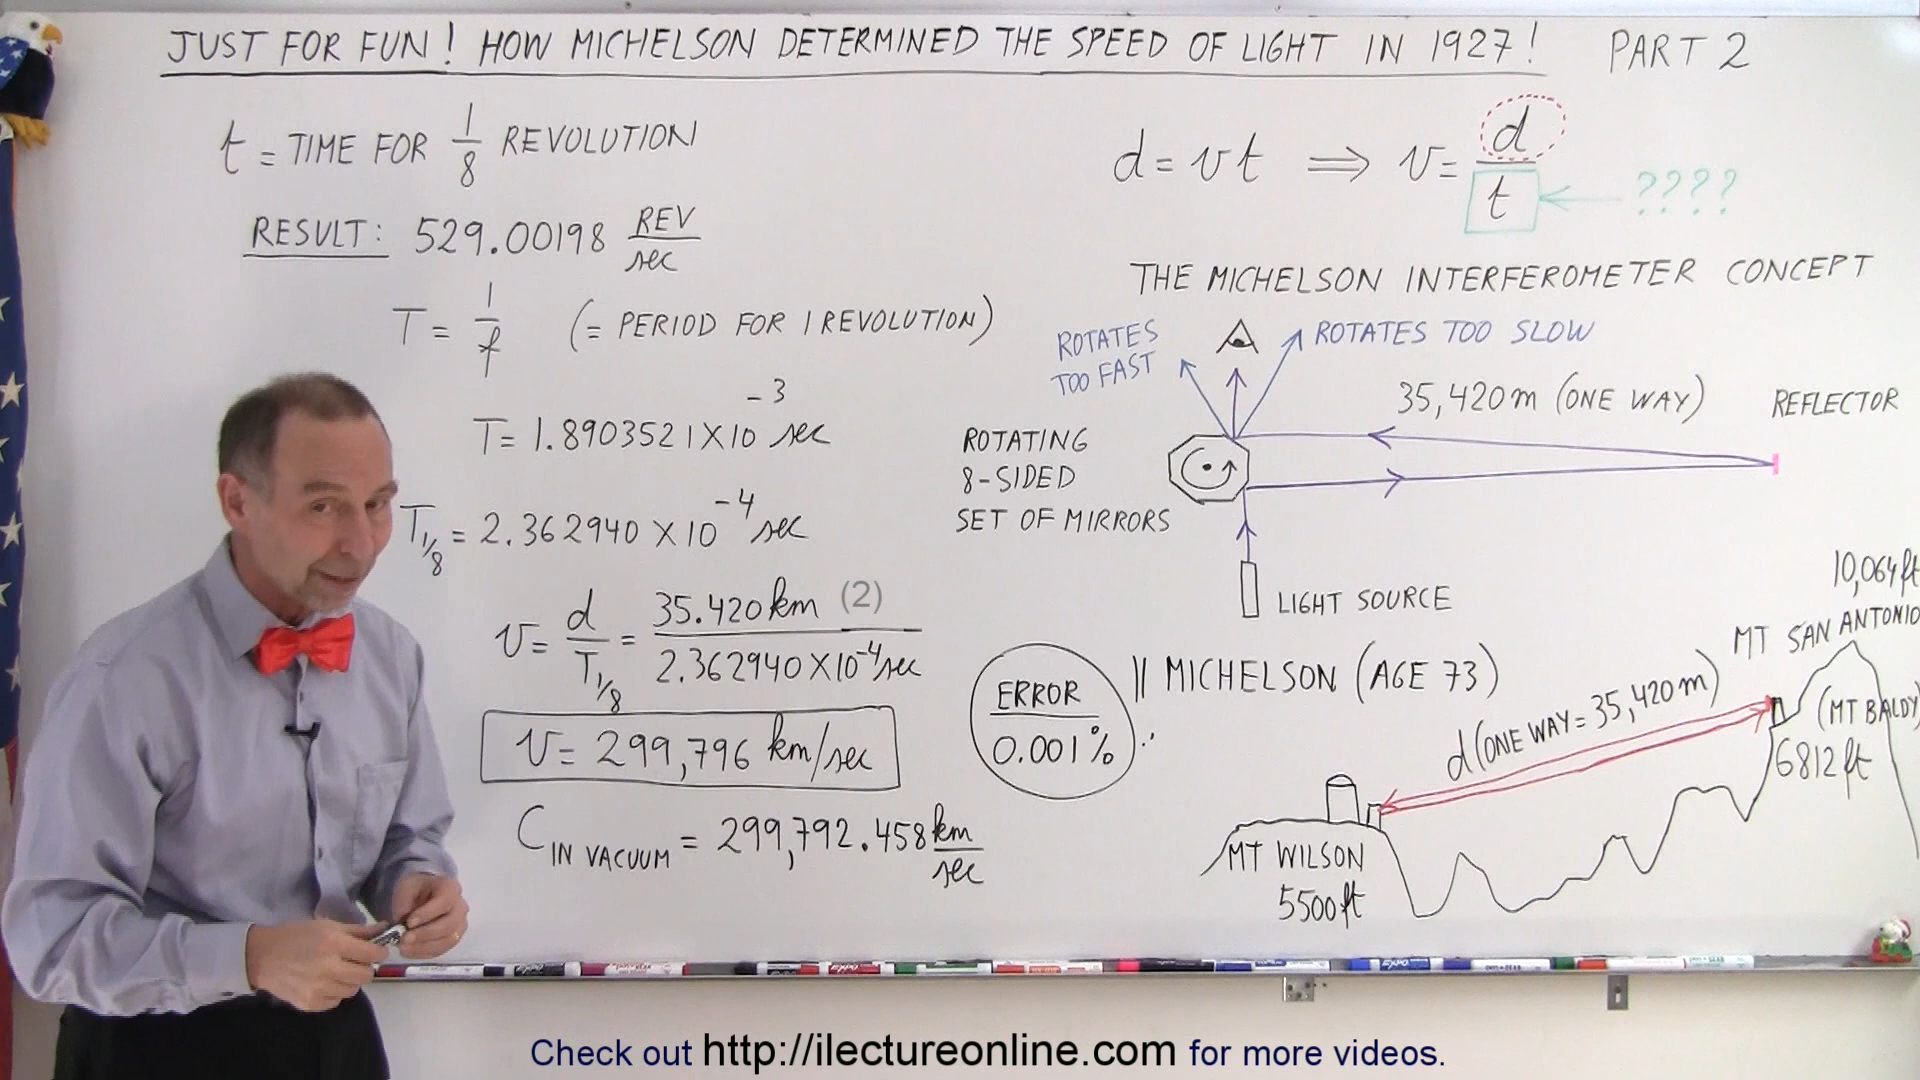 JUST FOR FUN! HOW MICHELSON DETERMINED THE SPEED OF LIGHT IN 1927! PART 2
t = TIME FOR 1/8 REVOLUTION
RESULT: 529.00198 REV/sec
T = 1/f (= PERIOD FOR 1 REVOLUTION)
T = 1.8903521 X 10^-3 sec
T1/8 = 2.362940 X 10^-4 sec
v = d/T1/8 = 35.420 km (2) / 2.362940 X 10^-4 sec
v = 299,796 km/sec
C IN VACUUM = 299,792.458 km/sec
ERROR
0.001%
d = vt ⟹ v = d/t ← ????
THE MICHELSON INTERFEROMETER CONCEPT
ROTATES
TOO FAST
ROTATES TOO SLOW
35,420 m (ONE WAY)
REFLECTOR
ROTATING
8-SIDED
SET OF MIRRORS
LIGHT SOURCE
|| MICHELSON (AGE 73)
10,064 ft
MT SAN ANTONIO
(MT BALDY)
6812 ft
d (ONE WAY = 35,420 m)
MT WILSON
5500 ft
Check out http://ilectureonline.com for more videos.